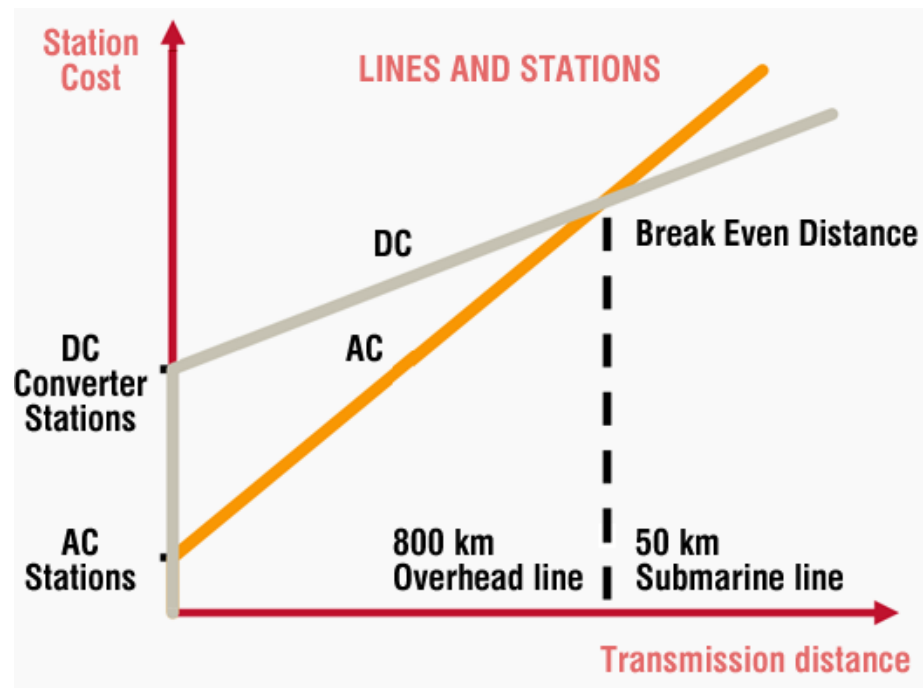 Station
Cost
LINES AND STATIONS
DC
Break Even Distance
AC
DC
Converter
Stations
AC
Stations
800 km
Overhead line
50 km
Submarine line
Transmission distance